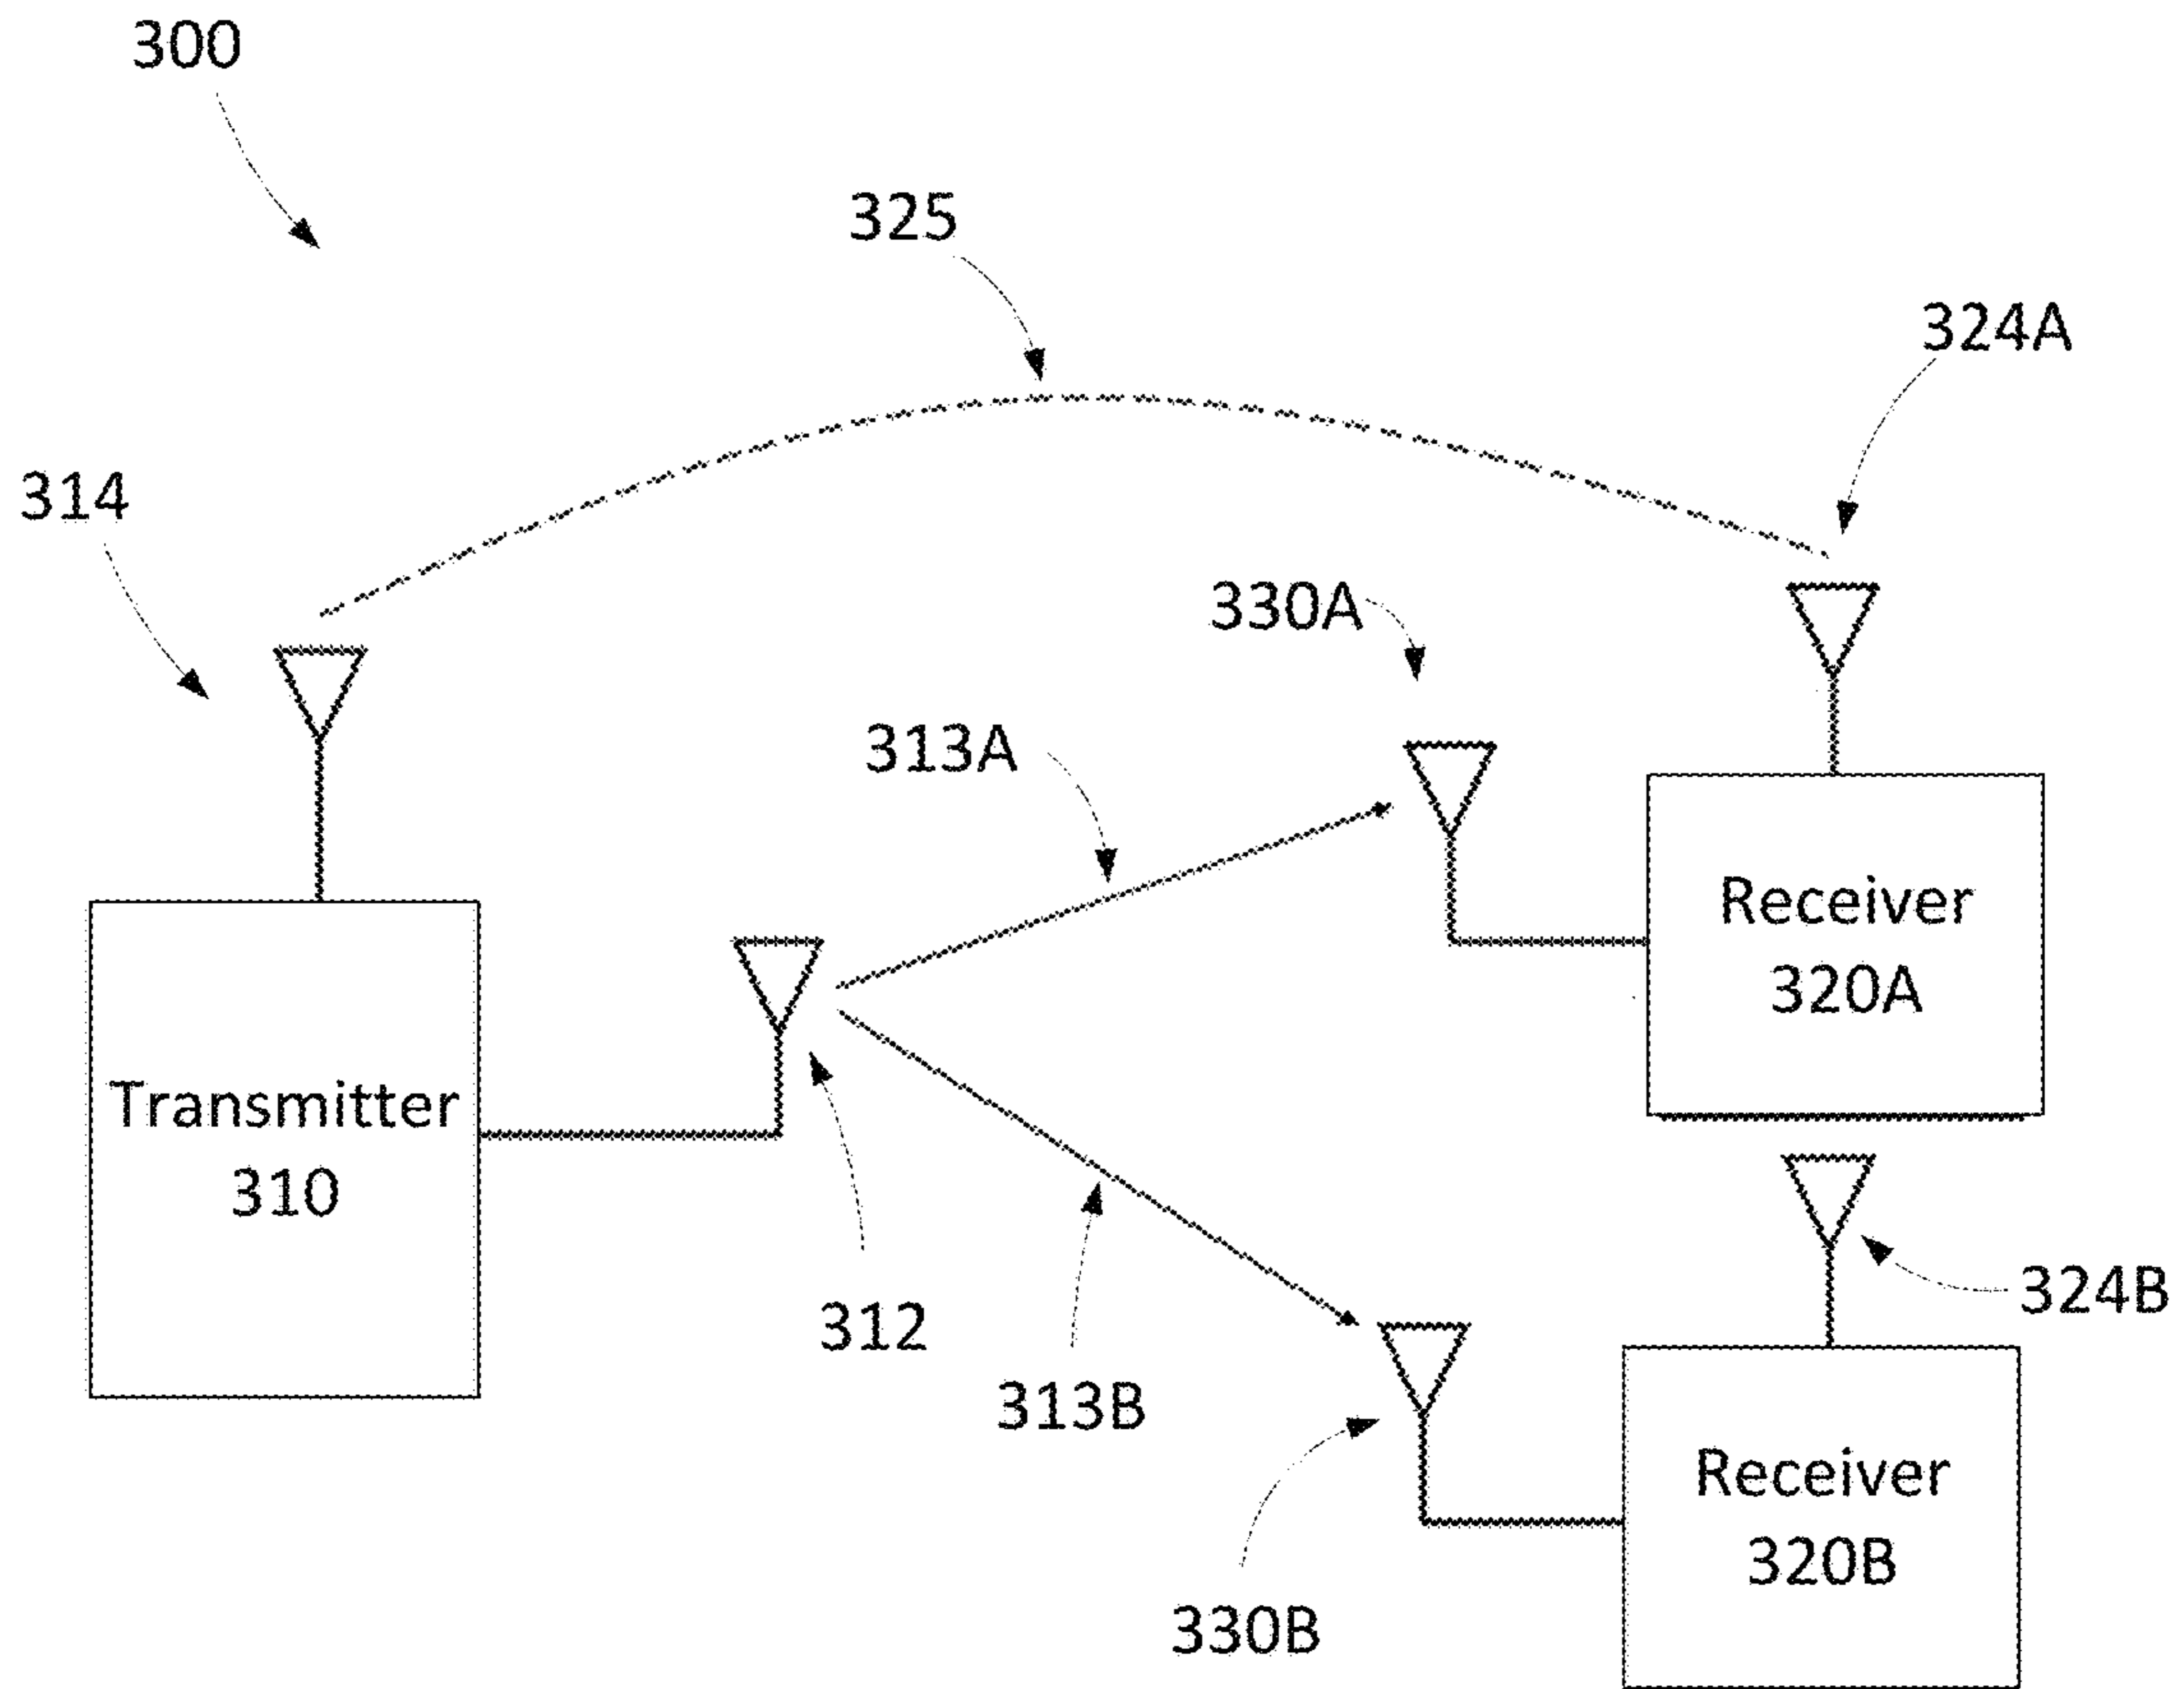 300
325
324A
314
330A
313A
Receiver
320A
Transmitter
310
312
324B
313B
Receiver
320B
330B